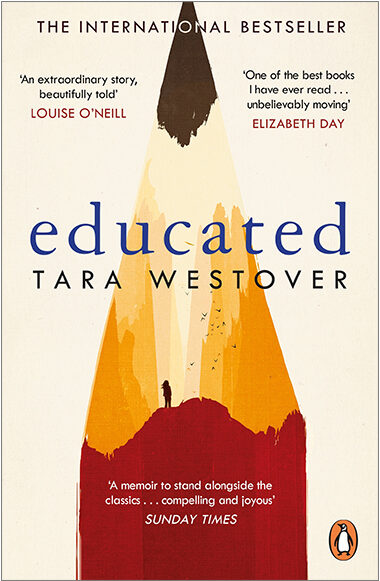 THE INTERNATIONAL BESTSELLER
‘An extraordinary story,
beautifully told’
LOUISE O’NEILL
‘One of the best books
I have ever read . . .
unbelievably moving’
ELIZABETH DAY
educated
TARA WESTOVER
‘A memoir to stand alongside the
classics . . . compelling and joyous’
SUNDAY TIMES